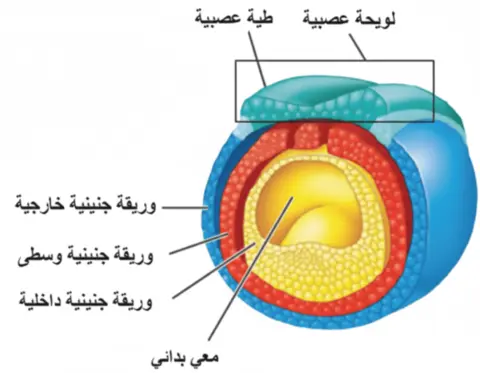 لويحة عصبية
طية عصبية
وريقة جنينية خارجية
وريقة جنينية وسطى
وريقة جنينية داخلية
معي بدائي